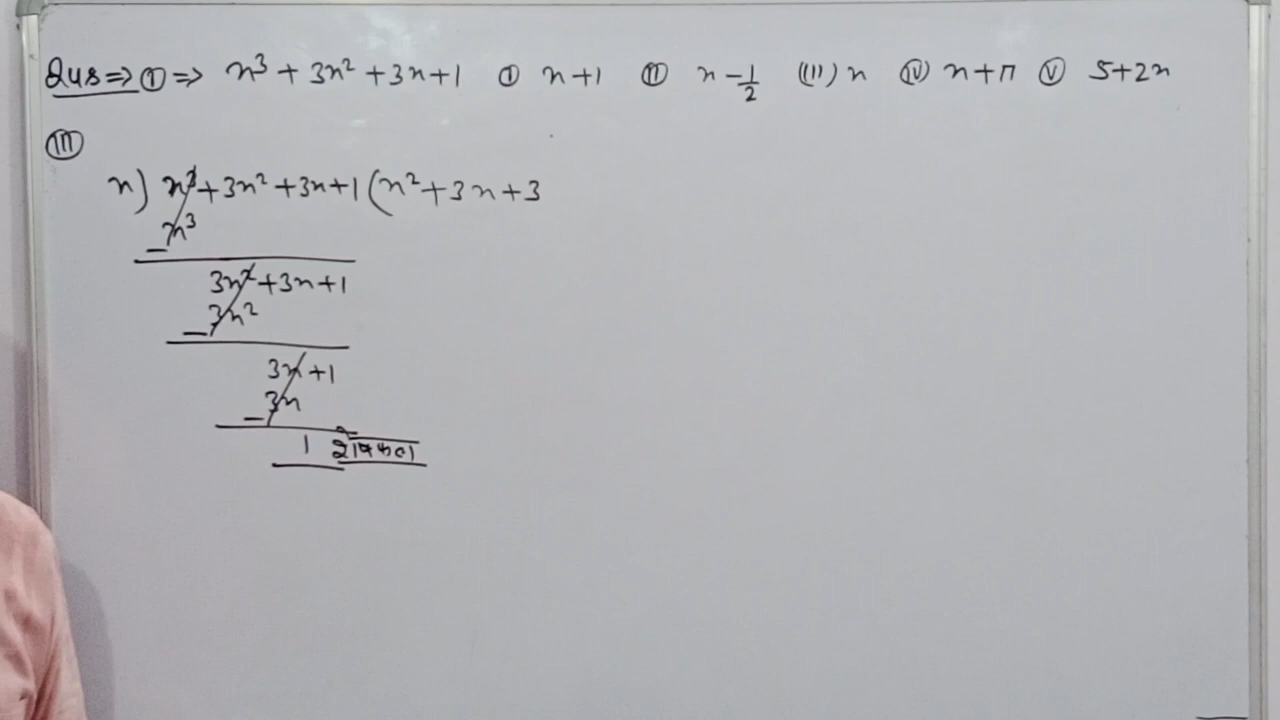 Qus ⇒ ① ⇒ x³ + 3x² + 3x + 1 Ⓘ x + 1 Ⓘⓘ x - 1/2 (iii) x Ⓘⓥ x + π Ⓥ 5 + 2x
(III)
x) x³ + 3x² + 3x + 1 (x² + 3x + 3
- x³
3x² + 3x + 1
- 3x²
3x + 1
- 3x
1 शेषफल